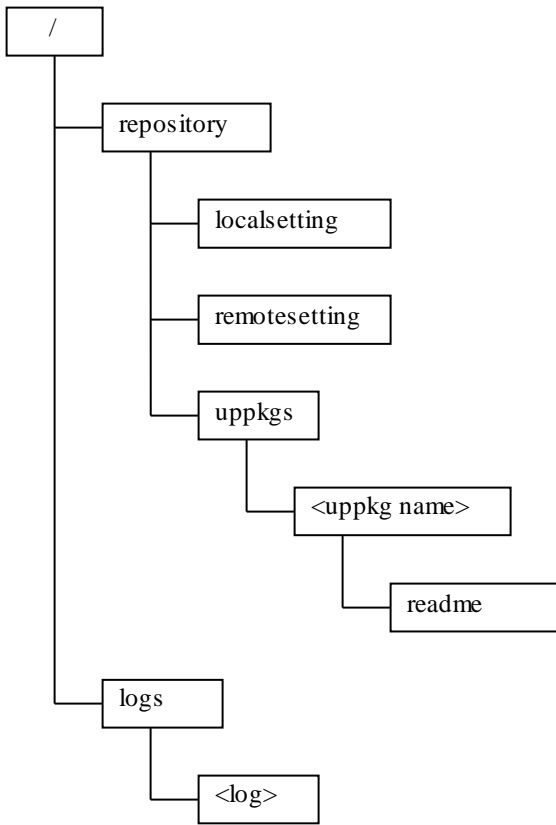 /
repository
localsetting
remotesetting
uppkgs
<uppkg name>
readme
logs
<log>